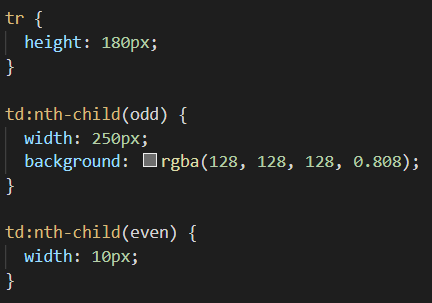 tr {
height: 180px;
}
td:nth-child(odd) {
width: 250px;
background: rgba(128, 128, 128, 0.808);
}
td:nth-child(even) {
width: 10px;
}